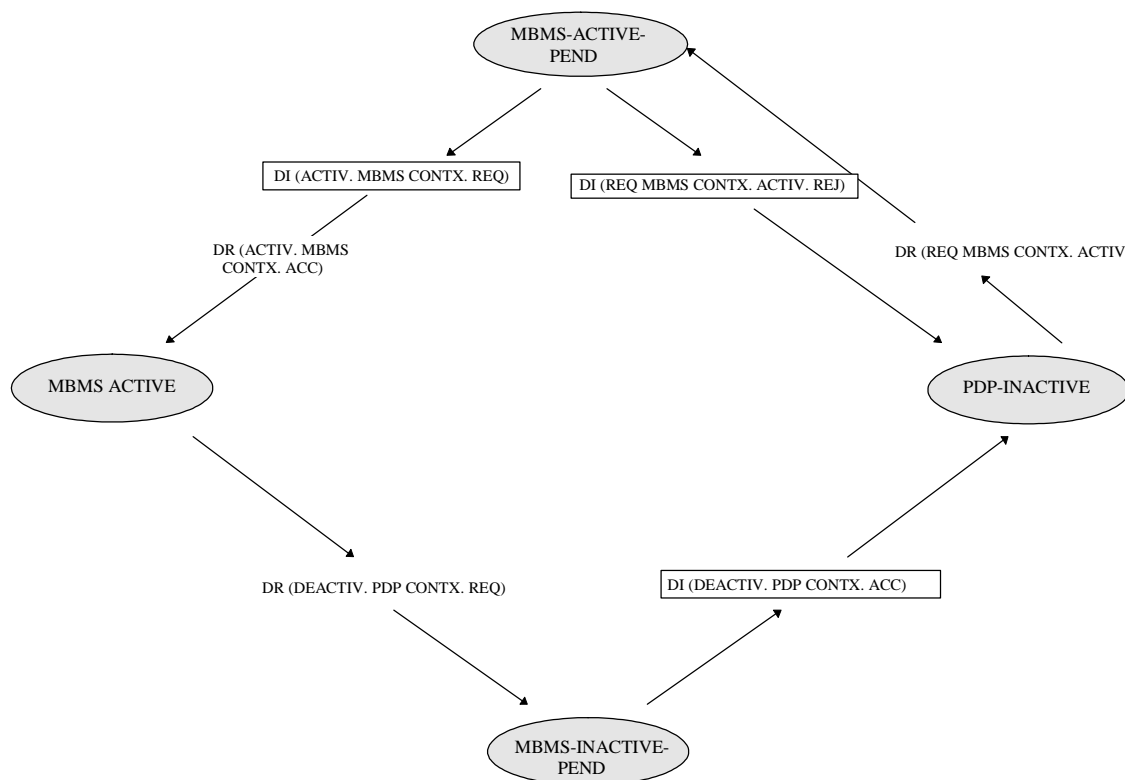 MBMS-ACTIVE-
PEND
DI (ACTIV. MBMS CONTX. REQ)
DI (REQ MBMS CONTX. ACTIV. REJ)
DR (ACTIV. MBMS
CONTX. ACC)
DR (REQ MBMS CONTX. ACTIV
MBMS ACTIVE
PDP-INACTIVE
DR (DEACTIV. PDP CONTX. REQ)
DI (DEACTIV. PDP CONTX. ACC)
MBMS-INACTIVE-
PEND